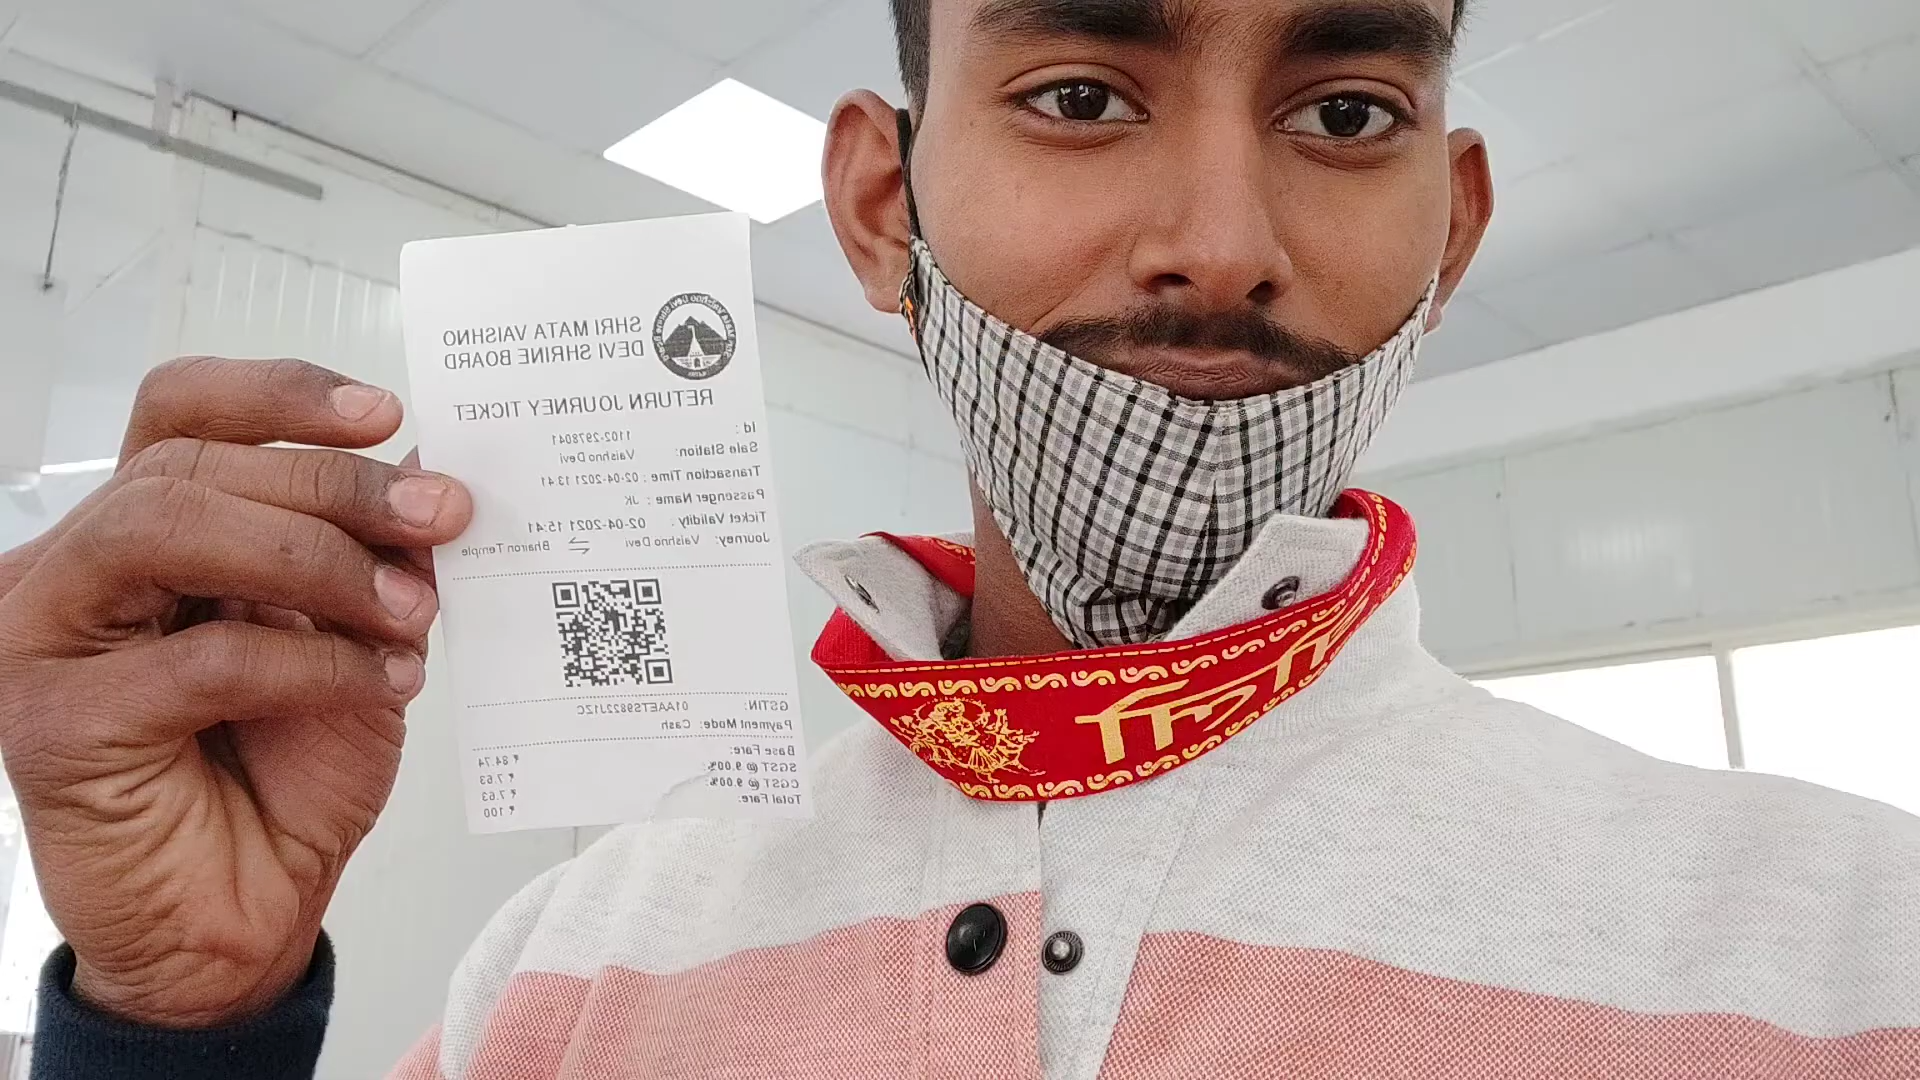 SHRI MATA VAISHNO
DEVI SHRINE BOARD
RETURN JOURNEY TICKET
Id : 1102-2978041
Sale Station: Vaishno Devi
Transaction Time : 02-04-2021 13:41
Passenger Name : JK
Ticket Validity : 02-04-2021 15:41
Journey: Vaishno Devi ⇌ Bhairon Temple
GSTIN: 01AAETS9822J1ZC
Payment Mode: Cash
Base Fare: ₹ 84.74
SGST @ 9.00%: ₹ 7.63
CGST @ 9.00%: ₹ 7.63
Total Fare: ₹ 100